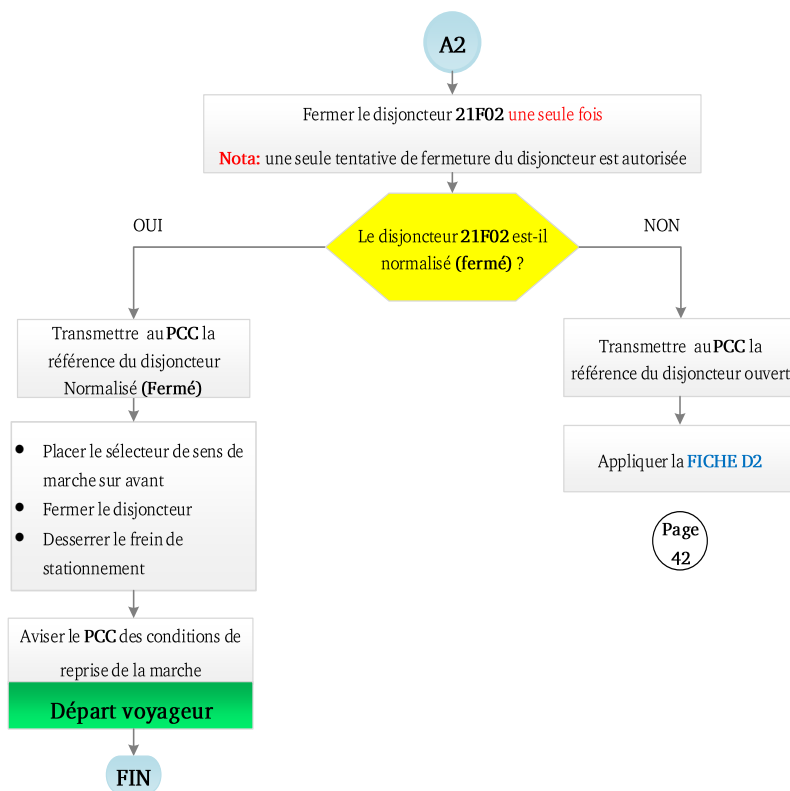 A2
Fermer le disjoncteur 21F02 une seule fois
Nota: une seule tentative de fermeture du disjoncteur est autorisée
OUI
NON
Le disjoncteur 21F02 est-il
normalisé (fermé) ?
Transmettre au PCC la
référence du disjoncteur
Normalisé (Fermé)
Transmettre au PCC la
référence du disjoncteur ouvert
• Placer le sélecteur de sens de
marche sur avant
• Fermer le disjoncteur
• Desserrer le frein de
stationnement
Appliquer la FICHE D2
Page
42
Aviser le PCC des conditions de
reprise de la marche
Départ voyageur
FIN